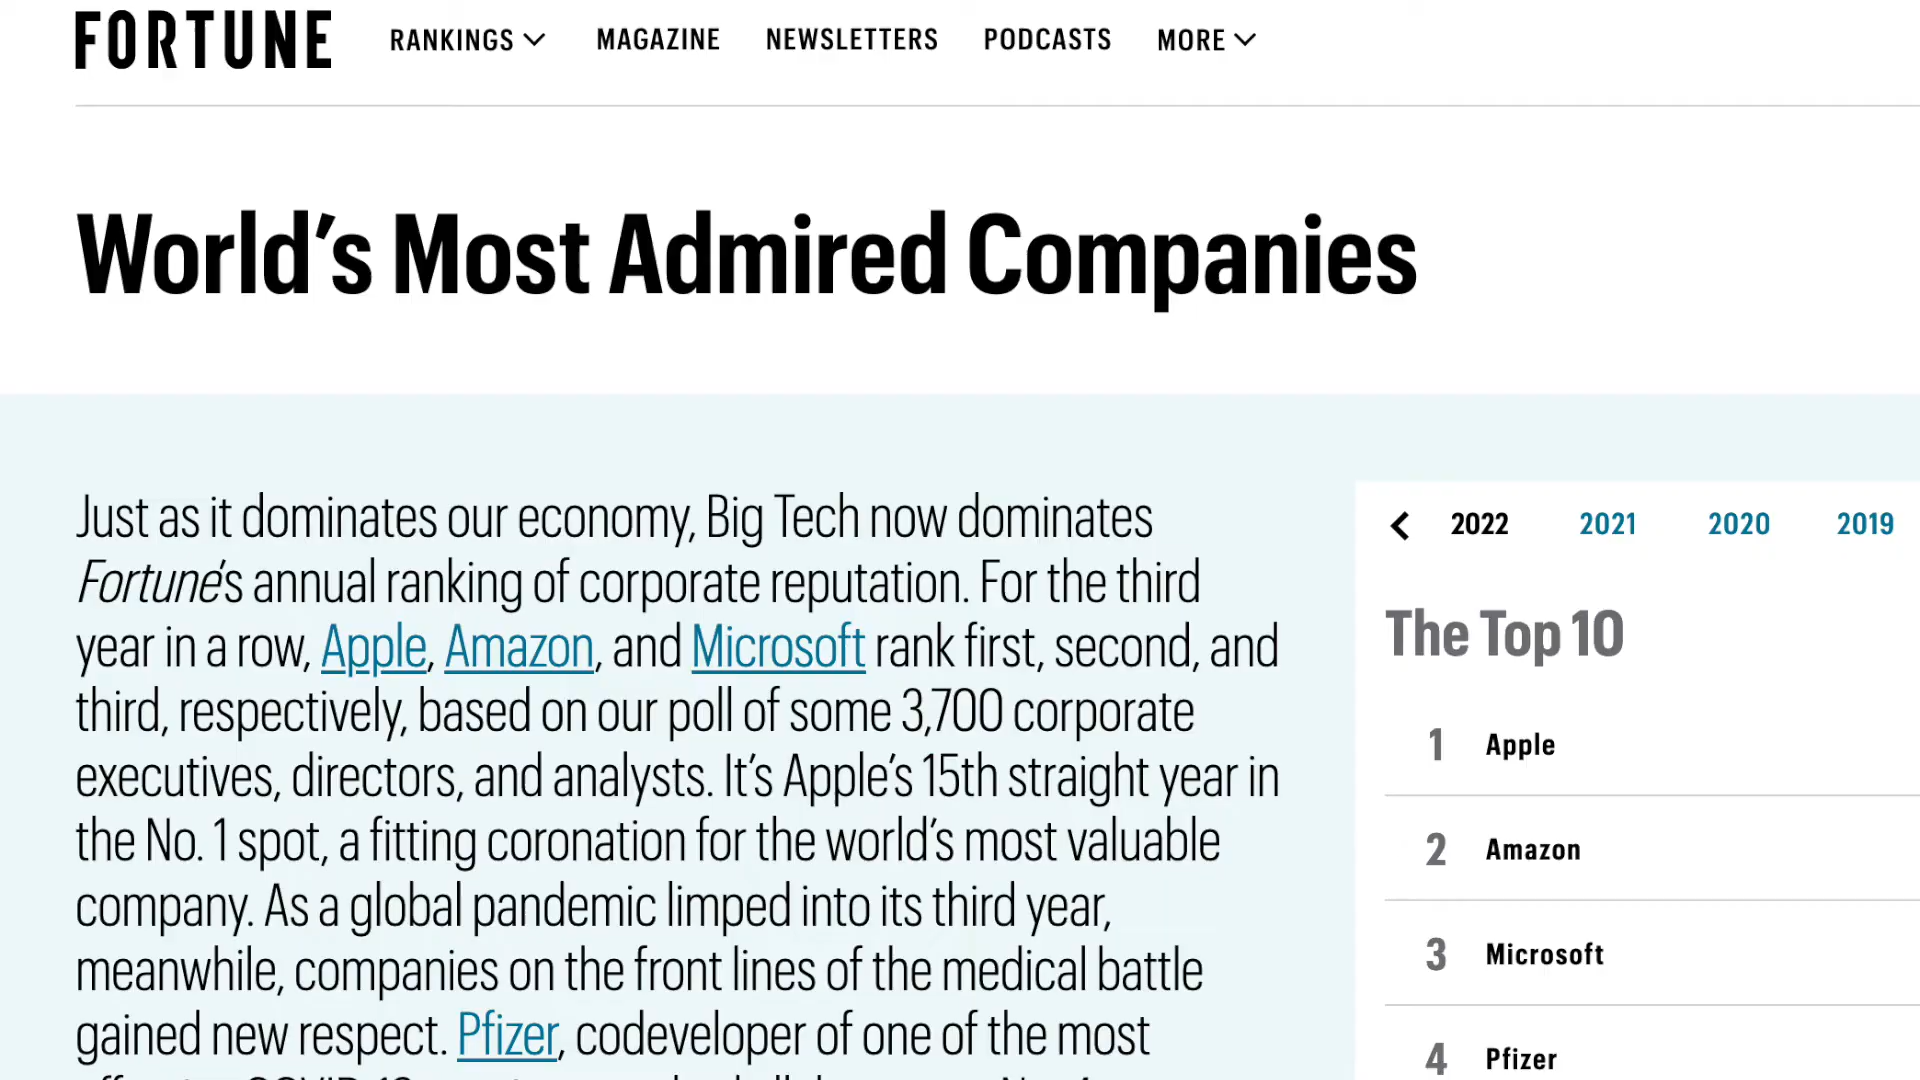 FORTUNE
RANKINGS MAGAZINE NEWSLETTERS PODCASTS MORE
World's Most Admired Companies
Just as it dominates our economy, Big Tech now dominates
Fortune's annual ranking of corporate reputation. For the third
year in a row, Apple, Amazon, and Microsoft rank first, second, and
third, respectively, based on our poll of some 3,700 corporate
executives, directors, and analysts. It's Apple's 15th straight year in
the No. 1 spot, a fitting coronation for the world's most valuable
company. As a global pandemic limped into its third year,
meanwhile, companies on the front lines of the medical battle
gained new respect. Pfizer, codeveloper of one of the most
2022 2021 2020 2019
The Top 10
1 Apple
2 Amazon
3 Microsoft
4 Pfizer